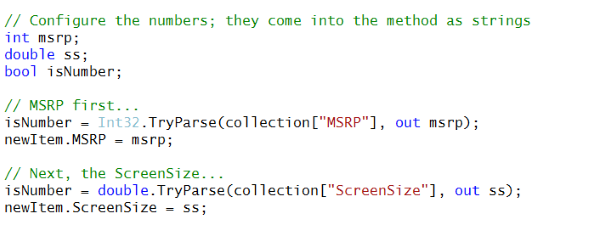 // Configure the numbers; they come into the method as strings
int msrp;
double ss;
bool isNumber;
// MSRP first...
isNumber = Int32.TryParse(collection["MSRP"], out msrp);
newItem.MSRP = msrp;
// Next, the ScreenSize...
isNumber = double.TryParse(collection["ScreenSize"], out ss);
newItem.ScreenSize = ss;